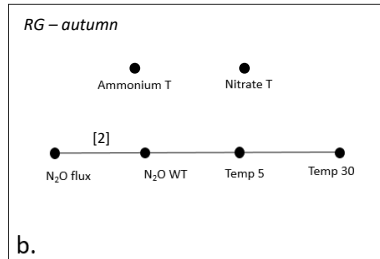 RG – autumn
Ammonium T Nitrate T
[2]
N₂O flux N₂O WT Temp 5 Temp 30
b.